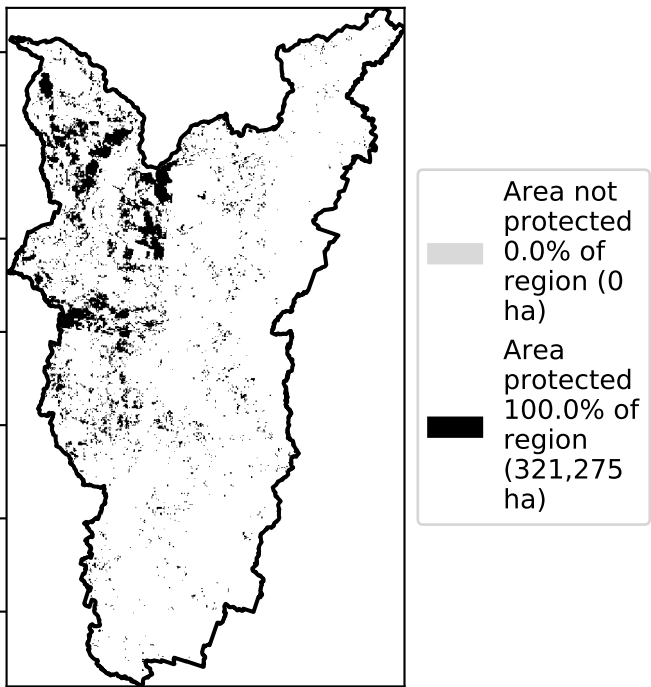 Area not
protected
0.0% of
region (0
ha)
Area
protected
100.0% of
region
(321,275
ha)